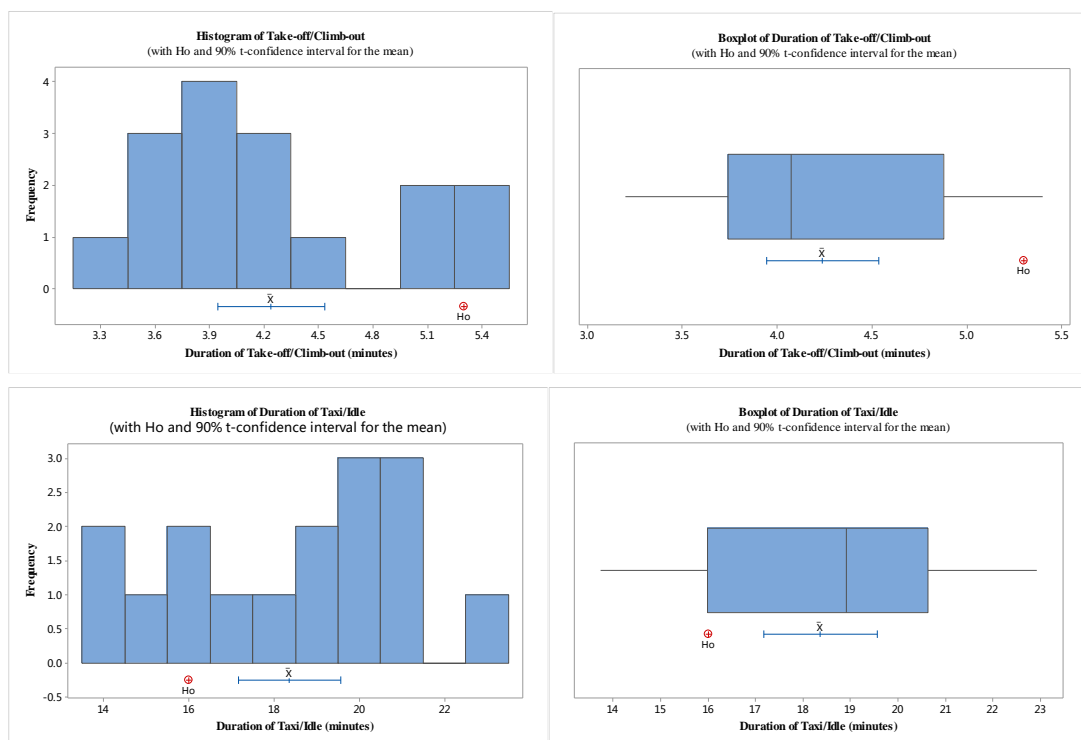 Histogram of Take-off/Climb-out
(with Ho and 90% t-confidence interval for the mean)
4
3
2
1
0
Frequency
X̄
Ho
3.3 3.6 3.9 4.2 4.5 4.8 5.1 5.4
Duration of Take-off/Climb-out (minutes)
Boxplot of Duration of Take-off/Climb-out
(with Ho and 90% t-confidence interval for the mean)
X̄
Ho
3.0 3.5 4.0 4.5 5.0 5.5
Duration of Take-off/Climb-out (minutes)
Histogram of Duration of Taxi/Idle
(with Ho and 90% t-confidence interval for the mean)
3.0
2.5
2.0
1.5
1.0
0.5
0.0
-0.5
Frequency
X̄
Ho
14 16 18 20 22
Duration of Taxi/Idle (minutes)
Boxplot of Duration of Taxi/Idle
(with Ho and 90% t-confidence interval for the mean)
X̄
Ho
14 15 16 17 18 19 20 21 22 23
Duration of Taxi/Idle (minutes)